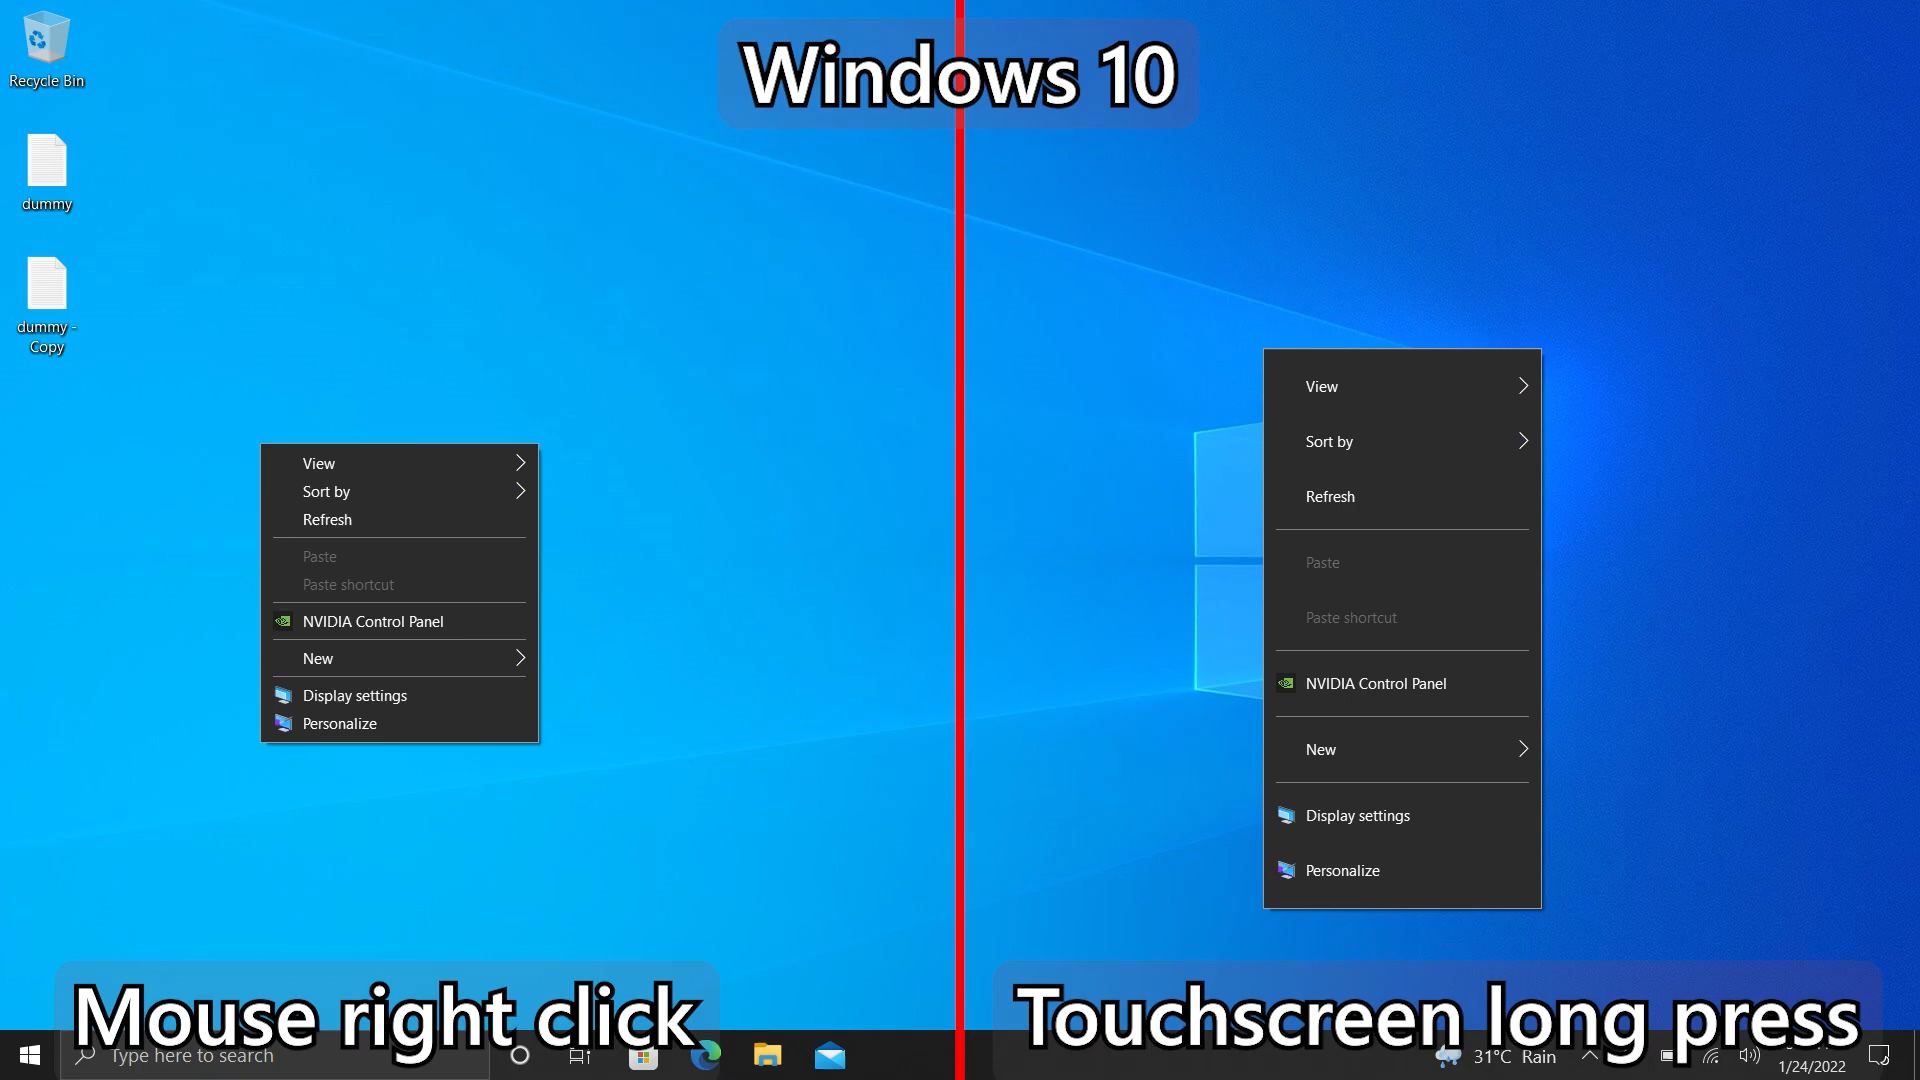 Windows 10
Recycle Bin
dummy
dummy -
Copy
View
Sort by
Refresh
Paste
Paste shortcut
NVIDIA Control Panel
New
Display settings
Personalize
View
Sort by
Refresh
Paste
Paste shortcut
NVIDIA Control Panel
New
Display settings
Personalize
Mouse right click
Touchscreen long press
Type here to search
31°C Rain
1/24/2022